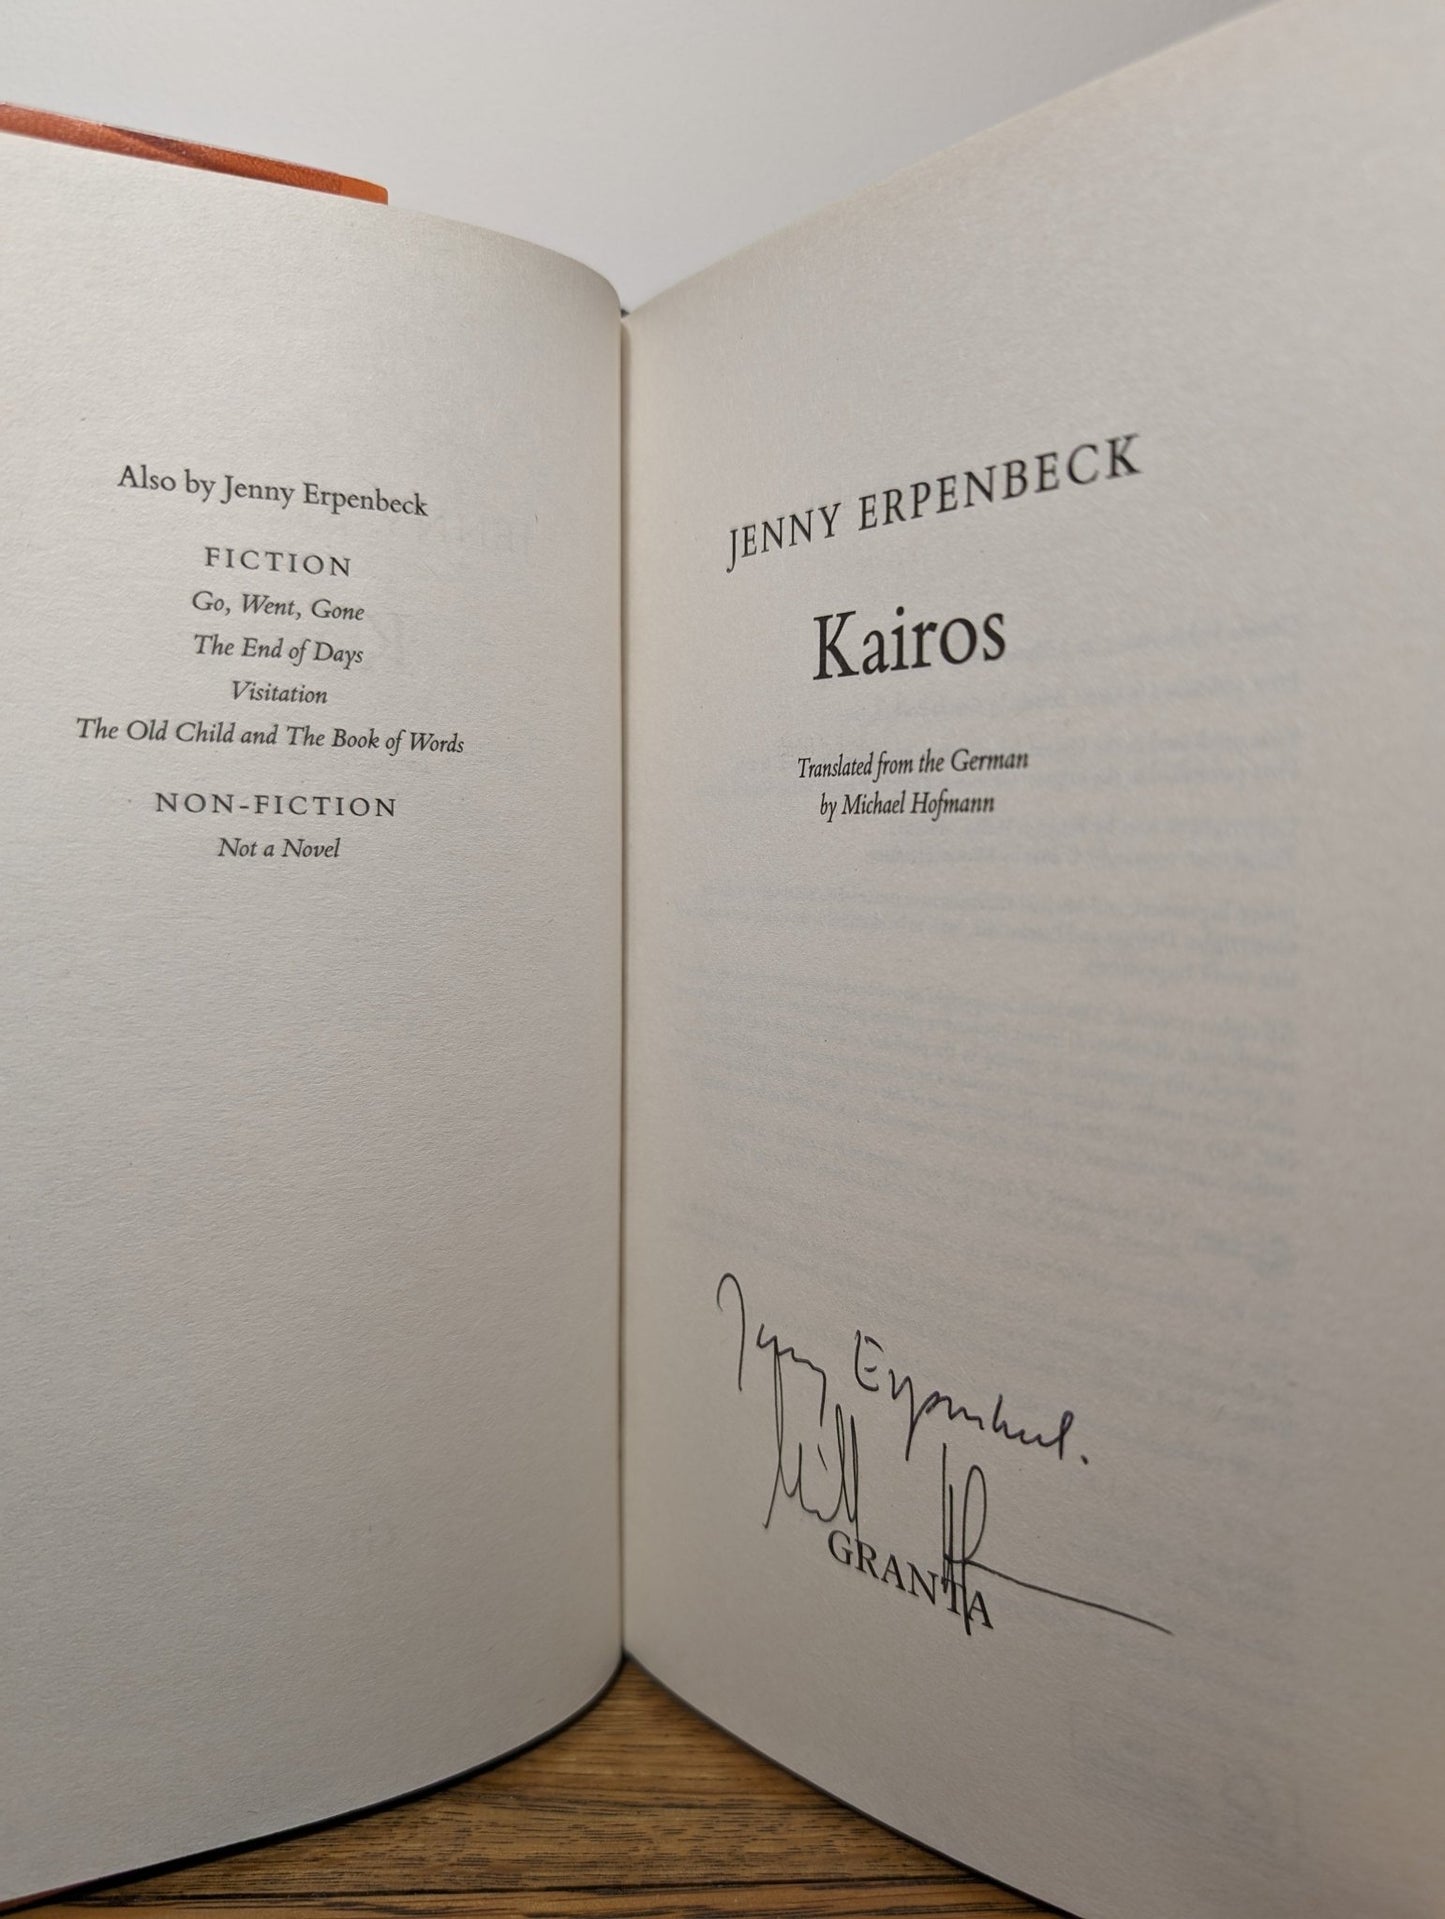 Also by Jenny Erpenbeck
FICTION
Go, Went, Gone
The End of Days
Visitation
The Old Child and The Book of Words
NON-FICTION
Not a Novel
JENNY ERPENBECK
Kairos
Translated from the German
by Michael Hofmann
Jenny Erpenbeck.
GRANTA